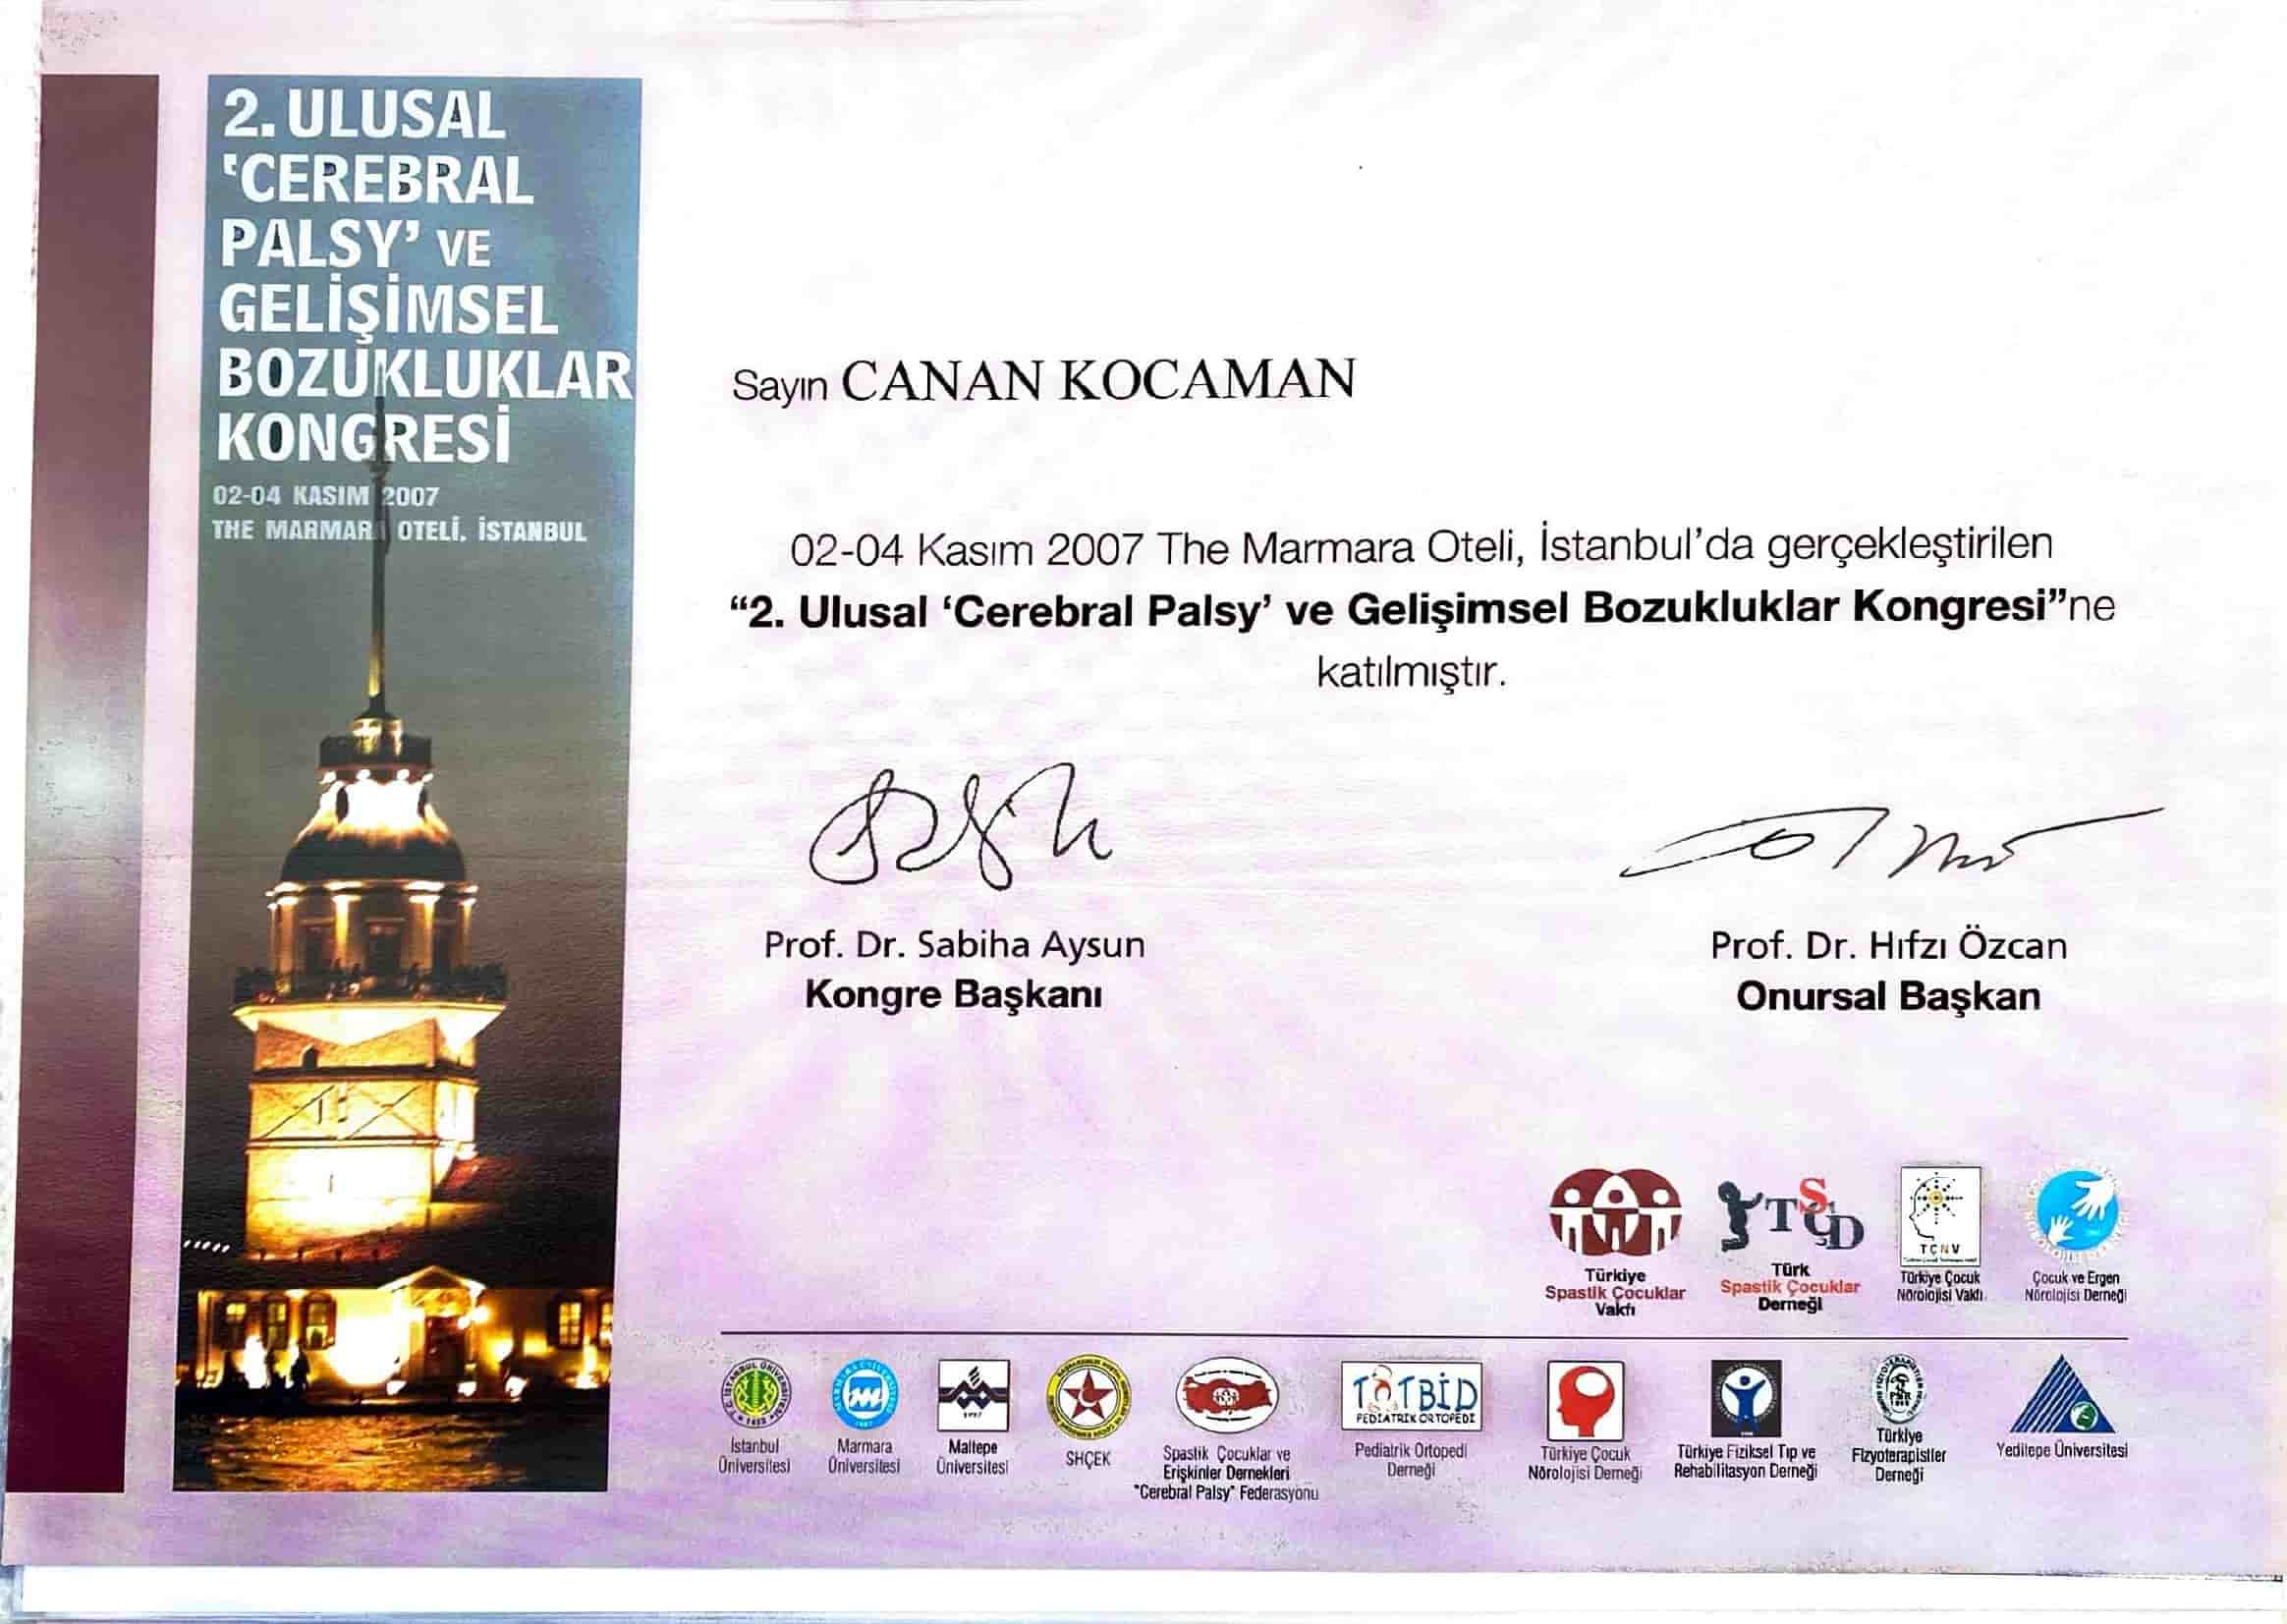 2. ULUSAL
‘CEREBRAL
PALSY’ VE
GELİŞİMSEL
BOZUKLUKLAR
KONGRESİ
02-04 KASIM 2007
THE MARMARA OTELİ, İSTANBUL
Sayın CANAN KOCAMAN
02-04 Kasım 2007 The Marmara Oteli, İstanbul’da gerçekleştirilen
“2. Ulusal ‘Cerebral Palsy’ ve Gelişimsel Bozukluklar Kongresi”ne
katılmıştır.
Prof. Dr. Sabiha Aysun
Kongre Başkanı
Prof. Dr. Hıfzı Özcan
Onursal Başkan
Türkiye
Spastik Çocuklar
Vakfı
TSÇD
Türk
Spastik Çocuklar
Derneği
TÇNV
Türkiye Çocuk
Nörolojisi Vakfı
Çocuk ve Ergen
Nörolojisi Derneği
İstanbul
Üniversitesi
Marmara
Üniversitesi
Maltepe
Üniversitesi
SHÇEK
Spastik Çocuklar ve
Erişkinler Dernekleri
"Cerebral Palsy" Federasyonu
TOTBİD
PEDIATRIK ORTOPEDI
Pediatrik Ortopedi
Derneği
Türkiye Çocuk
Nörolojisi Derneği
Türkiye Fiziksel Tıp ve
Rehabilitasyon Derneği
Türkiye
Fizyoterapistler
Derneği
Yeditepe Üniversitesi